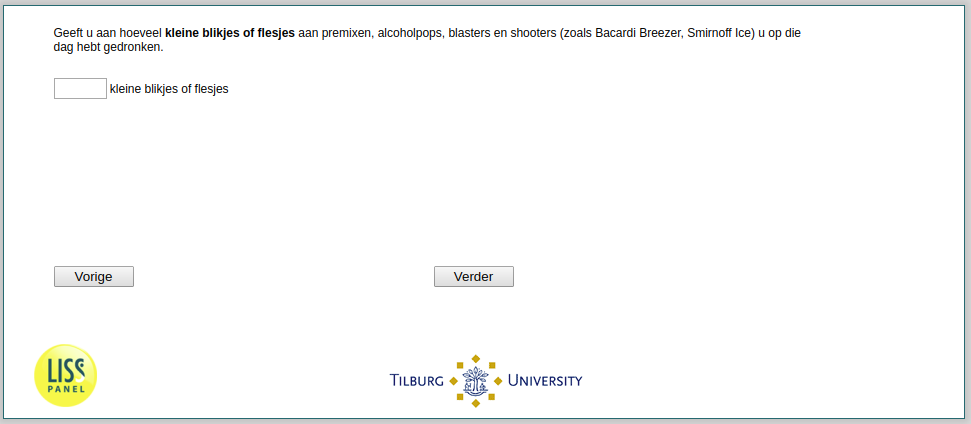 Geeft u aan hoeveel kleine blikjes of flesjes aan premixen, alcoholpops, blasters en shooters (zoals Bacardi Breezer, Smirnoff Ice) u op die
dag hebt gedronken.
kleine blikjes of flesjes
Vorige
Verder
LISS
PANEL
TILBURG UNIVERSITY